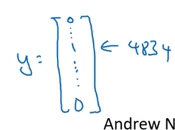 0
y = 1 ← 4834
0
Andrew N